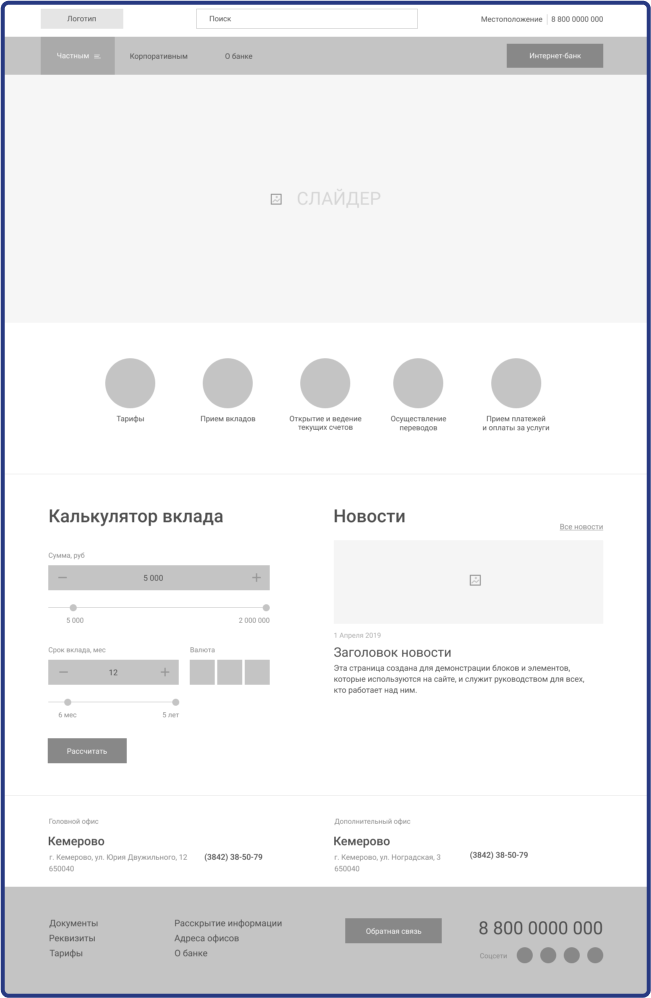 Логотип
Поиск
Местоположение
8 800 0000 000
Частным
Корпоративным
О банке
Интернет-банк
СЛАЙДЕР
Тарифы
Прием вкладов
Открытие и ведение
текущих счетов
Осуществление
переводов
Прием платежей
и оплаты за услуги
Калькулятор вклада
Сумма, руб
5 000
5 000
2 000 000
Срок вклада, мес
Валюта
12
6 мес
5 лет
Рассчитать
Новости
Все новости
1 Апреля 2019
Заголовок новости
Эта страница создана для демонстрации блоков и элементов,
которые используются на сайте, и служит руководством для всех,
кто работает над ним.
Головной офис
Кемерово
г. Кемерово, ул. Юрия Двужильного, 12
650040
(3842) 38-50-79
Дополнительный офис
Кемерово
г. Кемерово, ул. Ноградская, 3
650040
(3842) 38-50-79
Документы
Реквизиты
Тарифы
Расскрытие информации
Адреса офисов
О банке
Обратная связь
8 800 0000 000
Соцсети